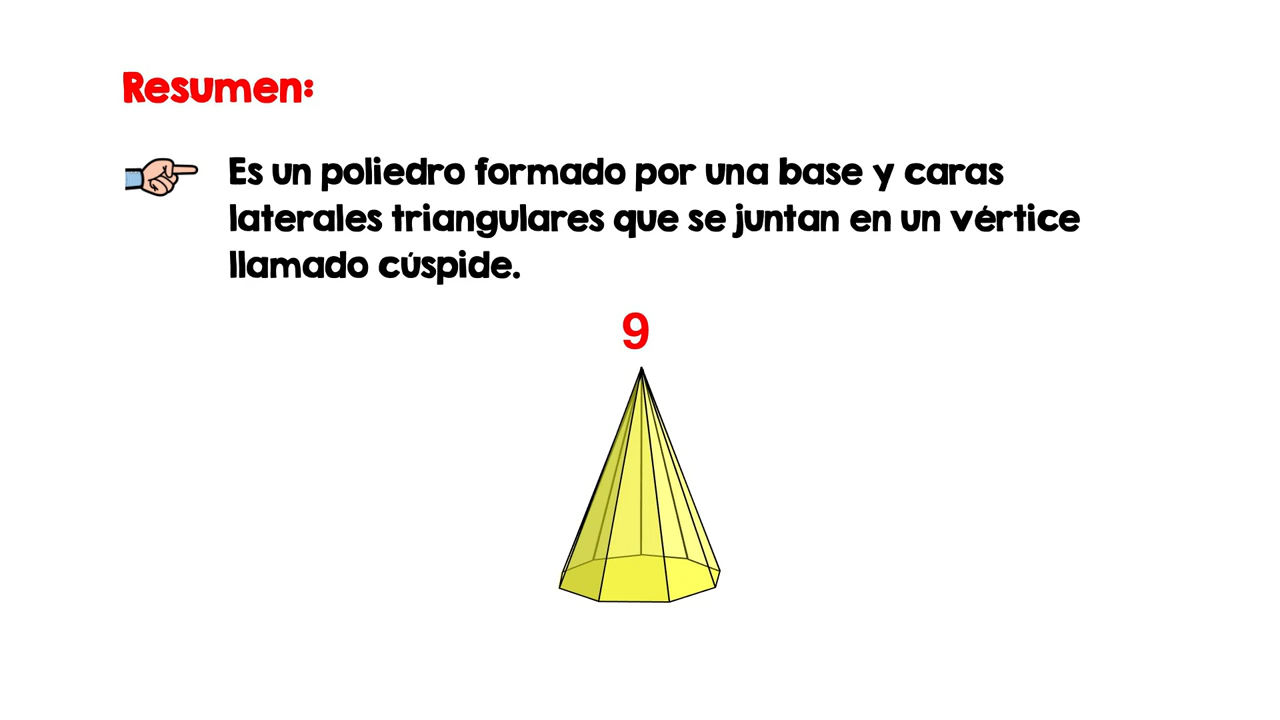 Resumen:
Es un poliedro formado por una base y caras
laterales triangulares que se juntan en un vértice
llamado cúspide.
9